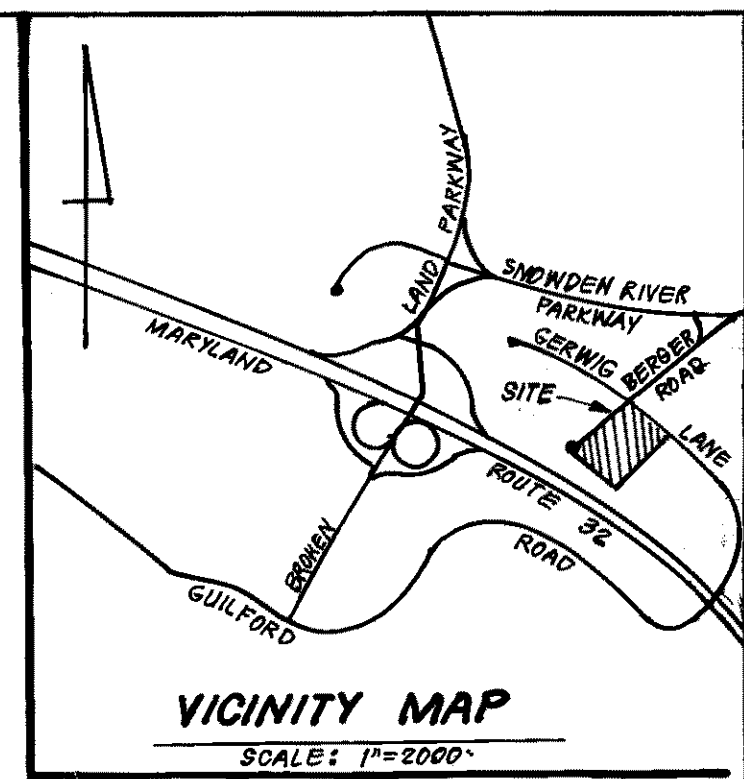 PARKWAY
LAND
BROKEN
SNOWDEN RIVER
PARKWAY
MARYLAND
GERWIG
LANE
BERGER
ROAD
SITE
ROUTE 32
ROAD
GUILFORD
VICINITY MAP
SCALE: 1"=2000'